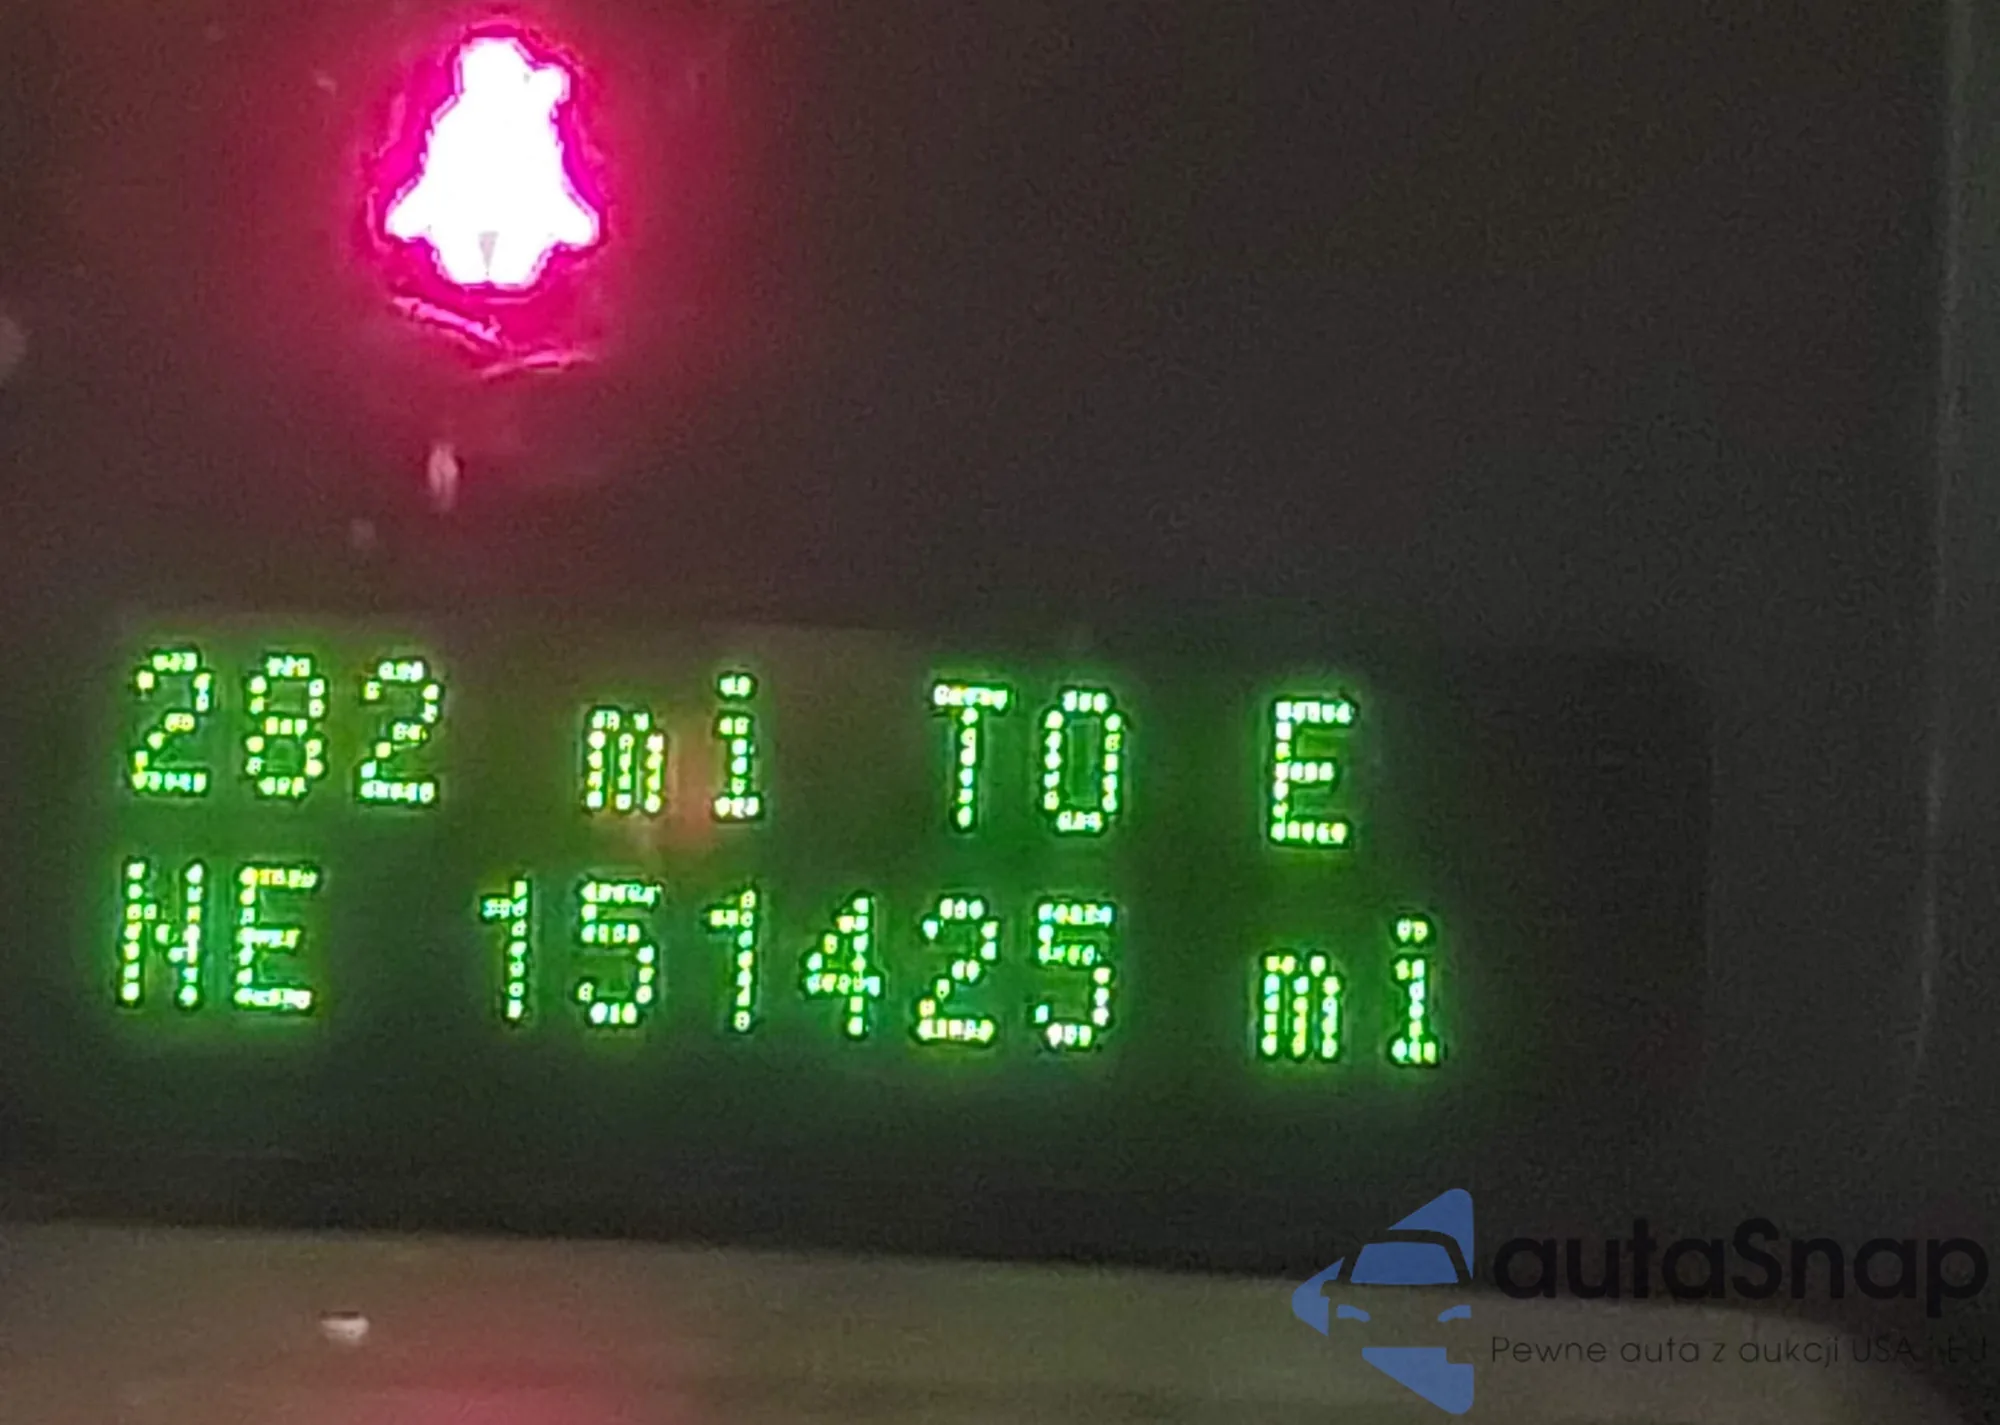 282 mi TO E
NE 151425 mi
autaSnap
Pewne auta z aukcji USA i EU